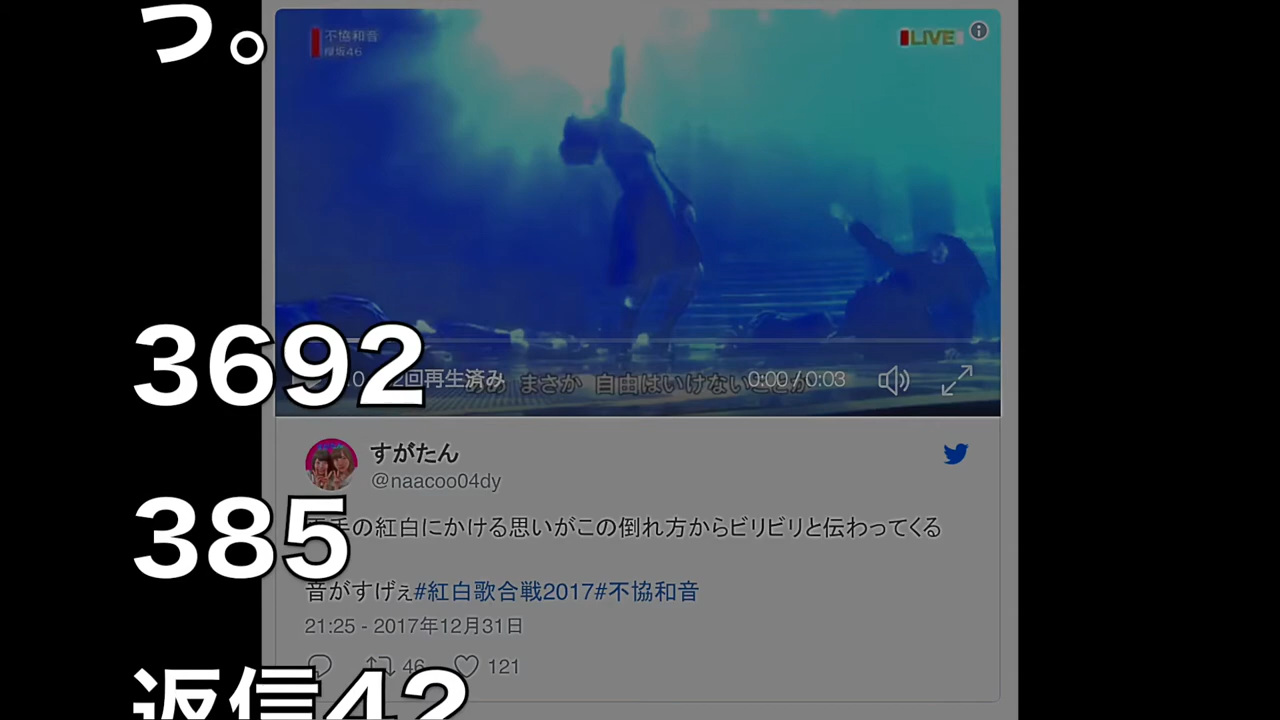 つ。
不協和音
欅坂46
LIVE
3692
回再生済み
まさか 自由はいけないことか
0:00 / 0:03
すがたん
@naacoo04dy
385
手の紅白にかける思いがこの倒れ方からビリビリと伝わってくる
音がすげぇ#紅白歌合戦2017#不協和音
21:25 - 2017年12月31日
46
121
返信42